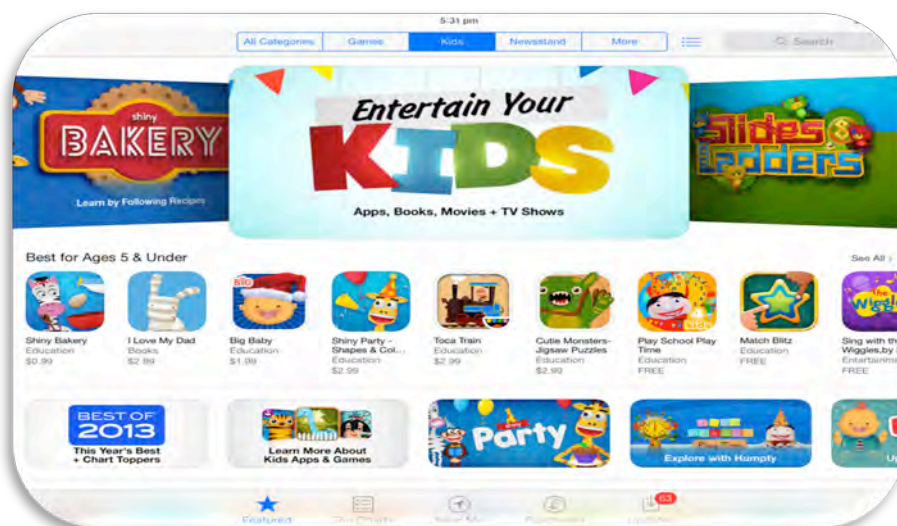 5:31 pm
All Categories
Games
Kids
Newsstand
More
Search
shiny
BAKERY
Learn by Following Recipes
Entertain Your
KIDS
Apps, Books, Movies + TV Shows
Slides
Ladders
Best for Ages 5 & Under
See All >
Shiny Bakery
Education
$0.99
I Love My Dad
Books
$2.99
BIG
Big Baby
Education
$1.99
Shiny Party -
Shapes & Col...
Education
$2.99
Toca Train
Education
$2.99
Cutie Monsters-
Jigsaw Puzzles
Education
$2.99
4+
Play School Play
Time
Education
FREE
Match Blitz
Education
FREE
the
Sing with th
Wiggles,by
FREE
BEST OF
2013
This Year's Best
+ Chart Toppers
Learn More About
Kids Apps & Games
Party
Explore with Humpty
Featured
63